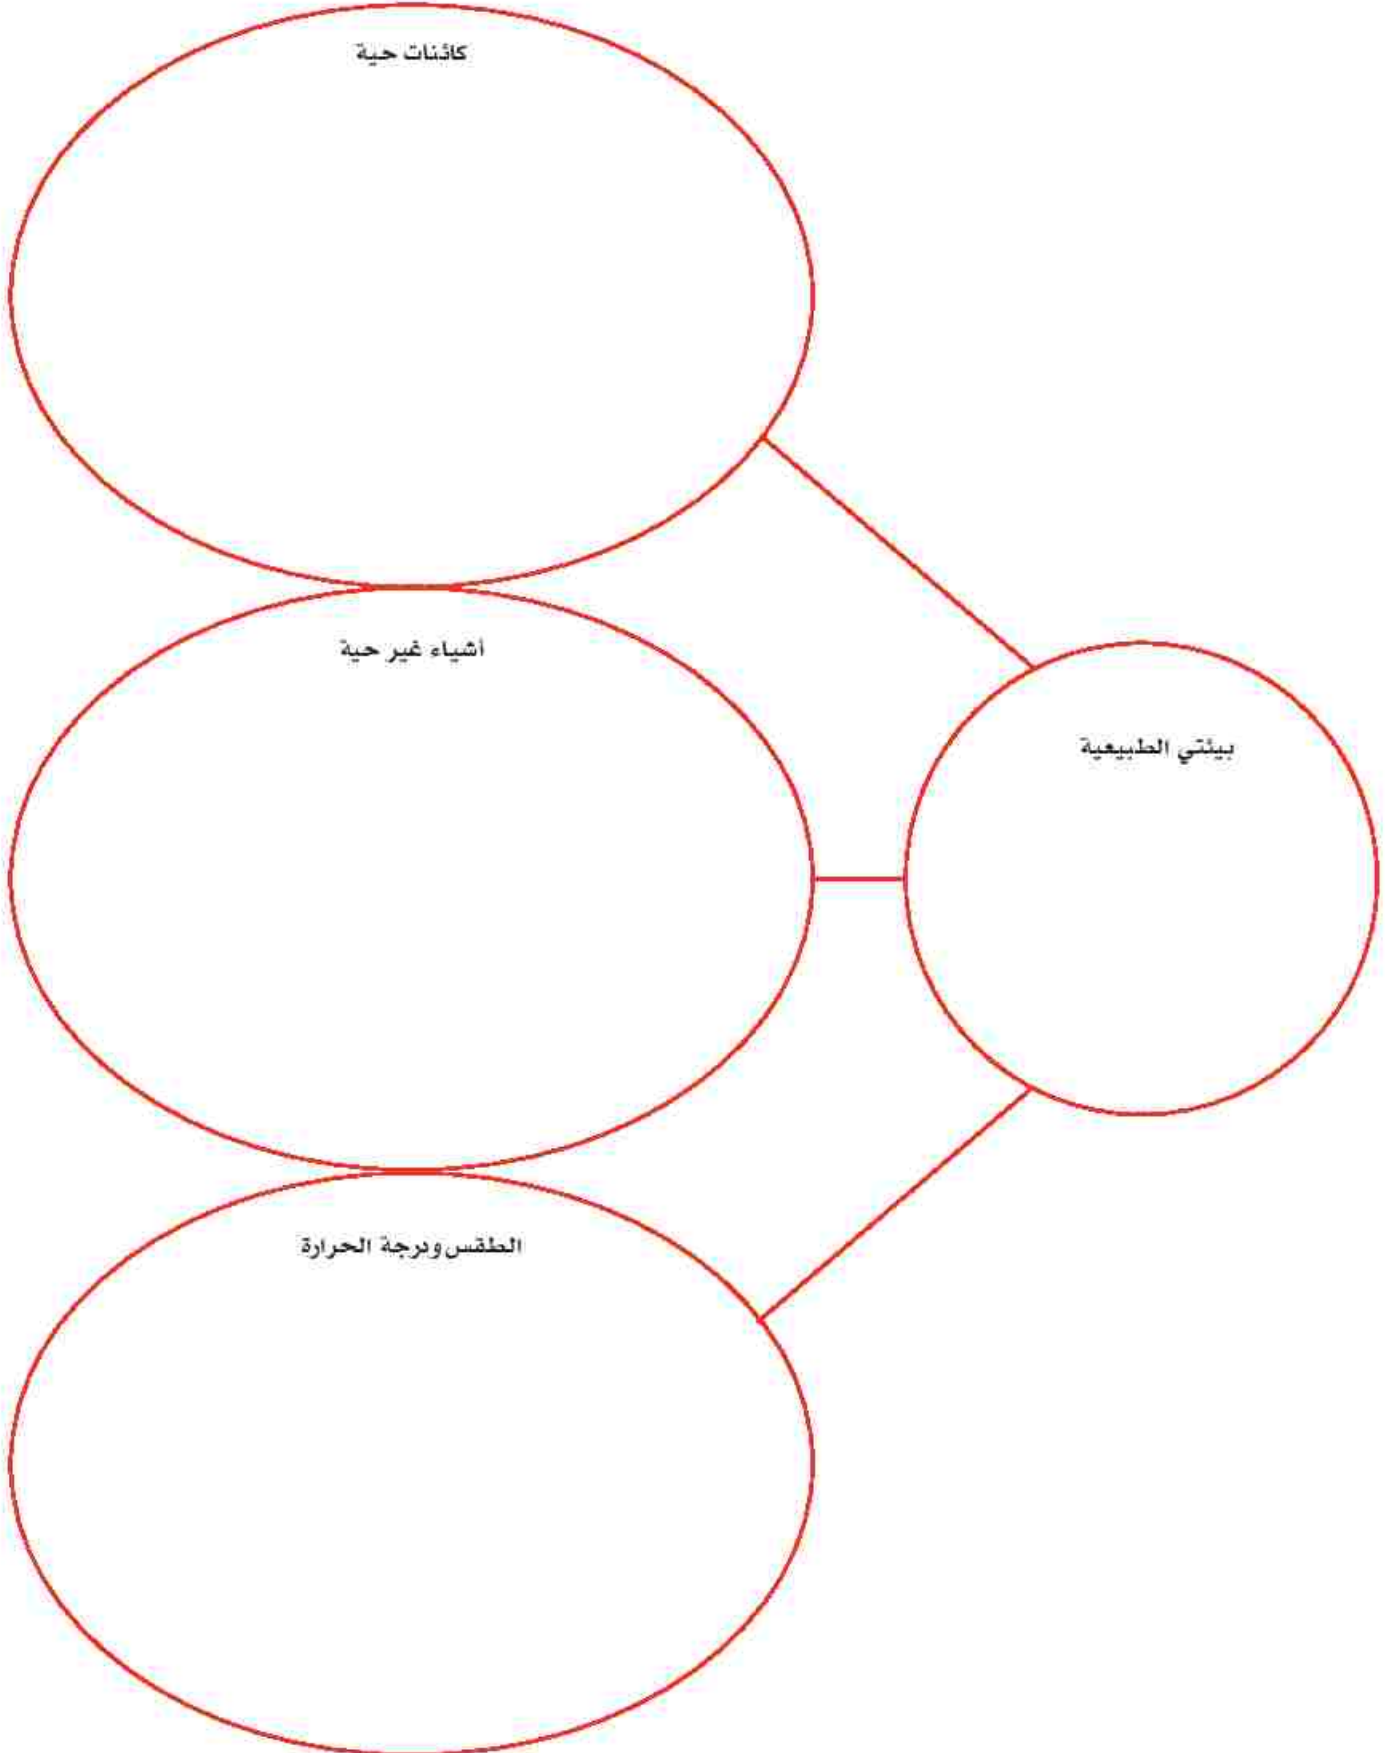 كائنات حية
أشياء غير حية
بيئتي الطبيعية
الطقس ودرجة الحرارة